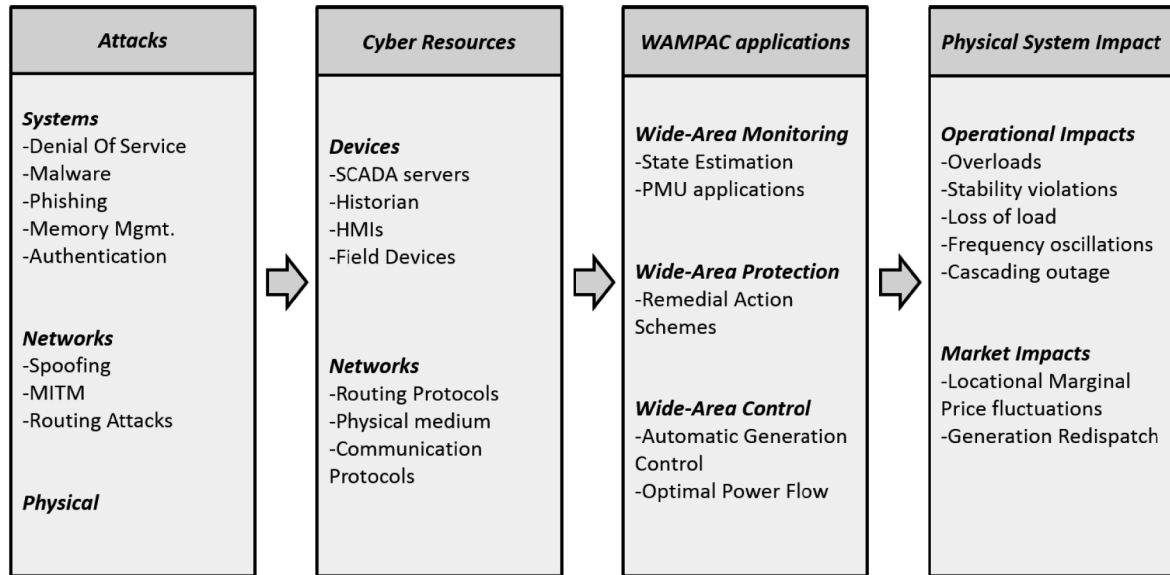 Attacks
Systems
-Denial Of Service
-Malware
-Phishing
-Memory Mgmt.
-Authentication
Networks
-Spoofing
-MITM
-Routing Attacks
Physical
Cyber Resources
Devices
-SCADA servers
-Historian
-HMIs
-Field Devices
Networks
-Routing Protocols
-Physical medium
-Communication
Protocols
WAMPAC applications
Wide-Area Monitoring
-State Estimation
-PMU applications
Wide-Area Protection
-Remedial Action
Schemes
Wide-Area Control
-Automatic Generation
Control
-Optimal Power Flow
Physical System Impact
Operational Impacts
-Overloads
-Stability violations
-Loss of load
-Frequency oscillations
-Cascading outage
Market Impacts
-Locational Marginal
Price fluctuations
-Generation Redispatch